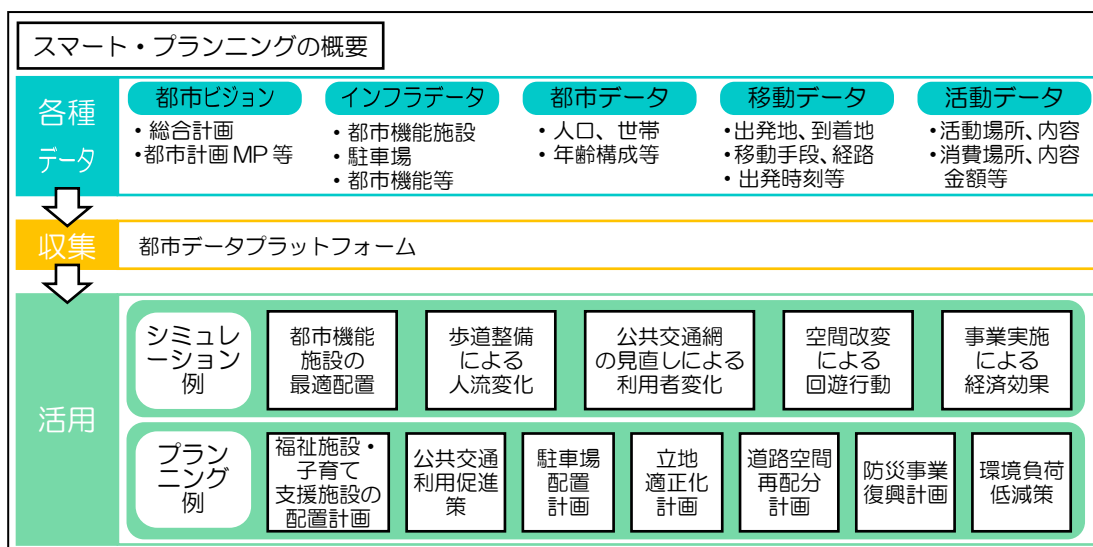 スマート・プランニングの概要
各種
データ
都市ビジョン
・総合計画
・都市計画MP等
インフラデータ
・都市機能施設
・駐車場
・都市機能等
都市データ
・人口、世帯
・年齢構成等
移動データ
・出発地、到着地
・移動手段、経路
・出発時刻等
活動データ
・活動場所、内容
・消費場所、内容
金額等
収集
都市データプラットフォーム
活用
シミュレ
ーション
例
都市機能
施設の
最適配置
歩道整備
による
人流変化
公共交通網
の見直しによる
利用者変化
空間改変
による
回遊行動
事業実施
による
経済効果
プラン
ニング
例
福祉施設・
子育て
支援施設の
配置計画
公共交通
利用促進
策
駐車場
配置
計画
立地
適正化
計画
道路空間
再配分
計画
防災事業
復興計画
環境負荷
低減策